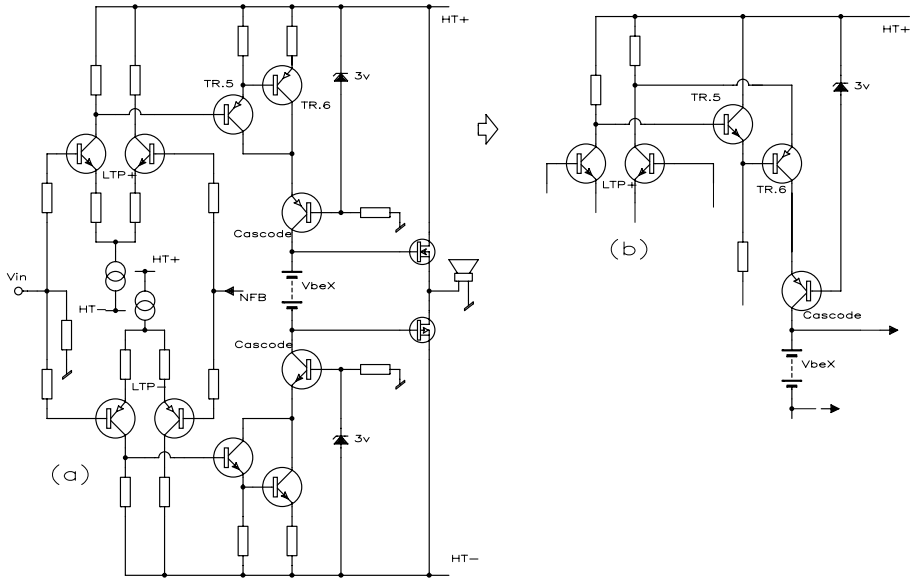 HT+
3v
TR.5
TR.6
LTP+
Cascode
Vin
HT+
HT-
NFB
VbeX
Cascode
LTP-
3v
(a)
HT-
HT+
3v
TR.5
LTP+
TR.6
(b)
Cascode
VbeX